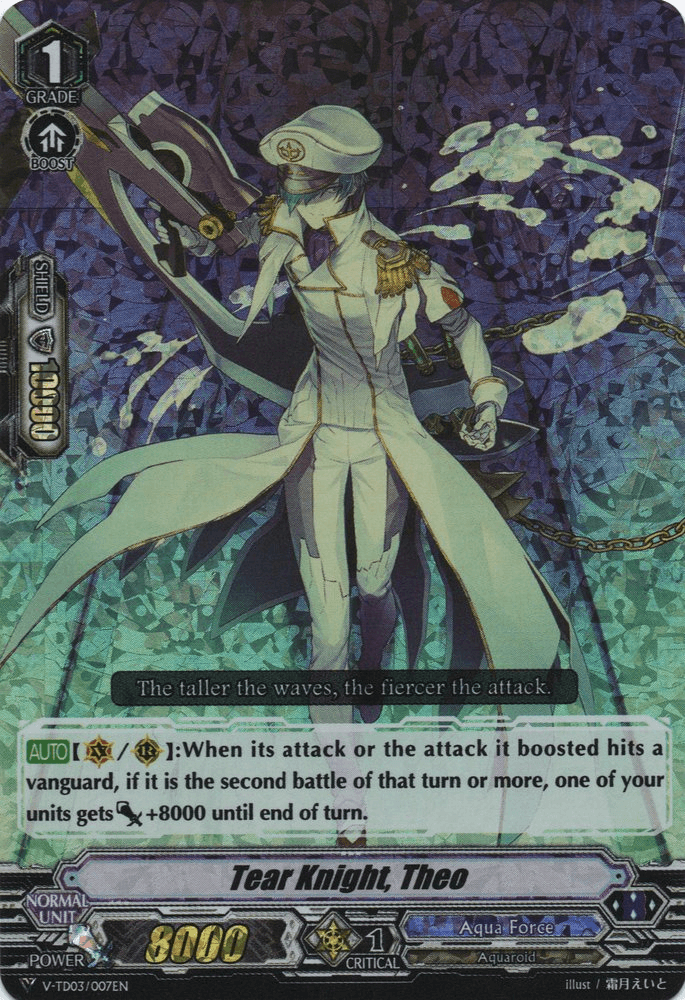 1
GRADE
BOOST
SHIELD
10000
The taller the waves, the fiercer the attack.
AUTO【V/R】:When its attack or the attack it boosted hits a
vanguard, if it is the second battle of that turn or more, one of your
units gets +8000 until end of turn.
Tear Knight, Theo
NORMAL
UNIT
POWER 8000
1
CRITICAL
Aqua Force
Aquaroid
V-TD03/007EN
illust / 霜月えいと